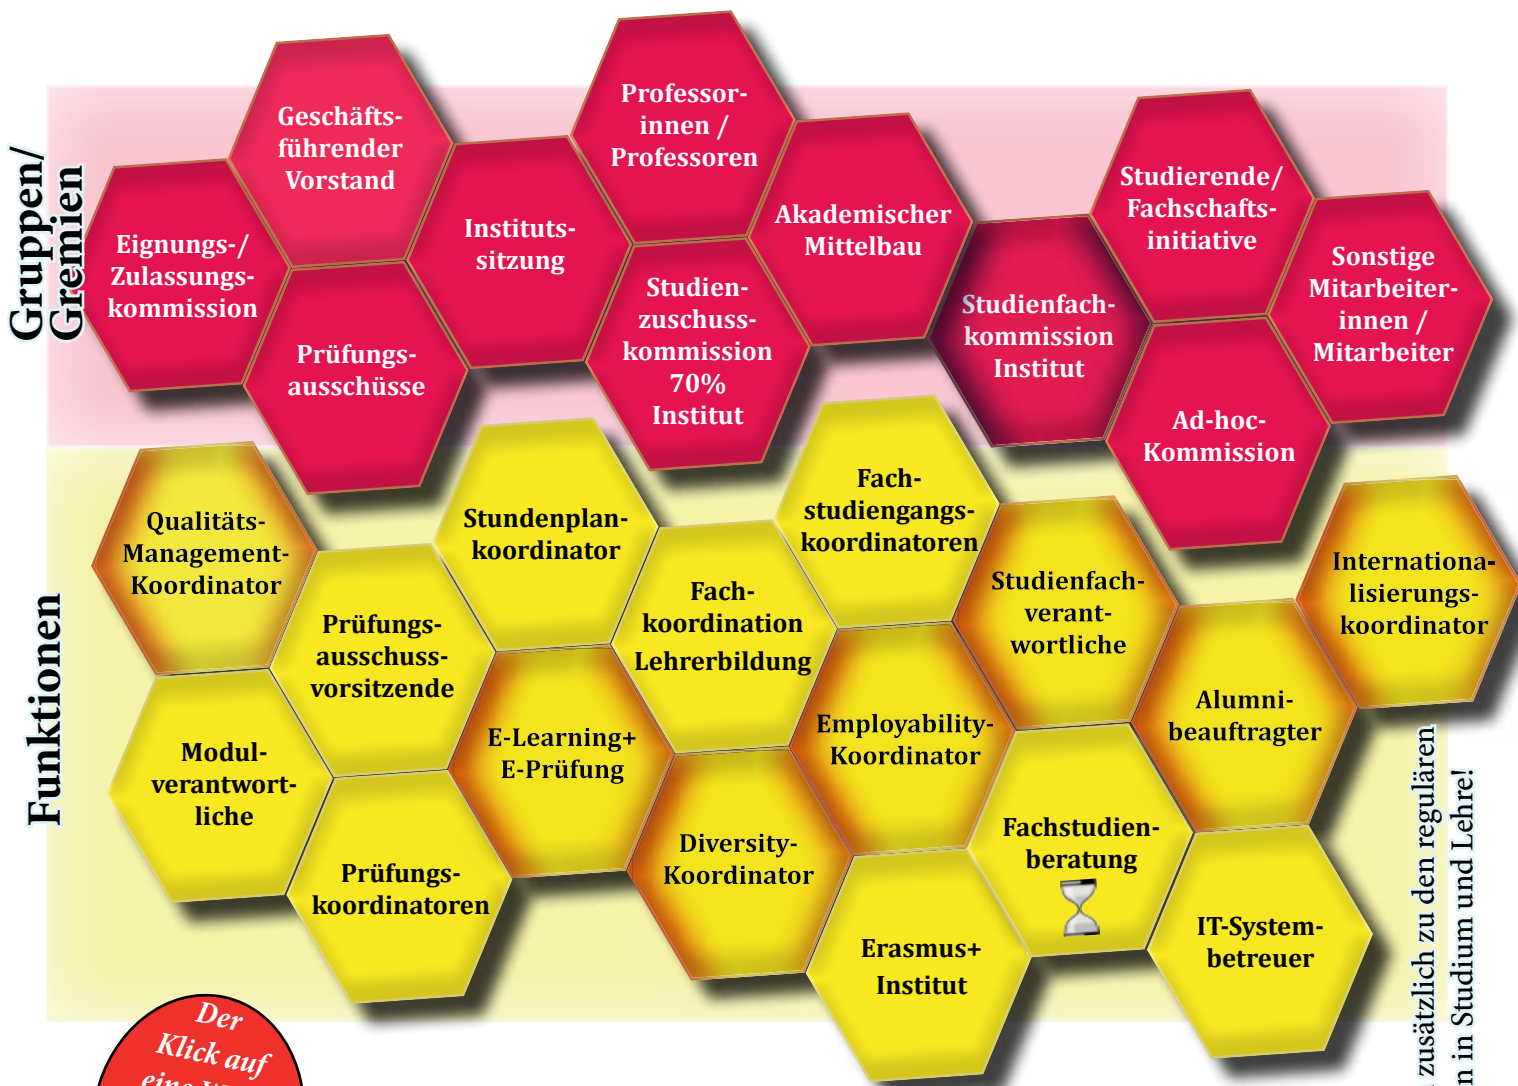 Gruppen/
Gremien
Geschäfts-
führender
Vorstand
Professor-
innen /
Professoren
Eignungs-/
Zulassungs-
kommission
Instituts-
sitzung
Akademischer
Mittelbau
Studierende/
Fachschafts-
initiative
Prüfungs-
ausschüsse
Studien-
zuschuss-
kommission
70%
Institut
Studienfach-
kommission
Institut
Sonstige
Mitarbeiter-
innen /
Mitarbeiter
Ad-hoc-
Kommission
Funktionen
Qualitäts-
Management-
Koordinator
Stundenplan-
koordinator
Fach-
studiengangs-
koordinatoren
Internationa-
lisierungs-
koordinator
Prüfungs-
ausschuss-
vorsitzende
Fach-
koordination
Lehrerbildung
Studienfach-
verant-
wortliche
Modul-
verantwort-
liche
E-Learning+
E-Prüfung
Employability-
Koordinator
Alumni-
beauftragter
Prüfungs-
koordinatoren
Diversity-
Koordinator
Fachstudien-
beratung
Erasmus+
Institut
IT-System-
betreuer
Der
Klick auf
eine
zusätzlich zu den regulären
in Studium und Lehre!